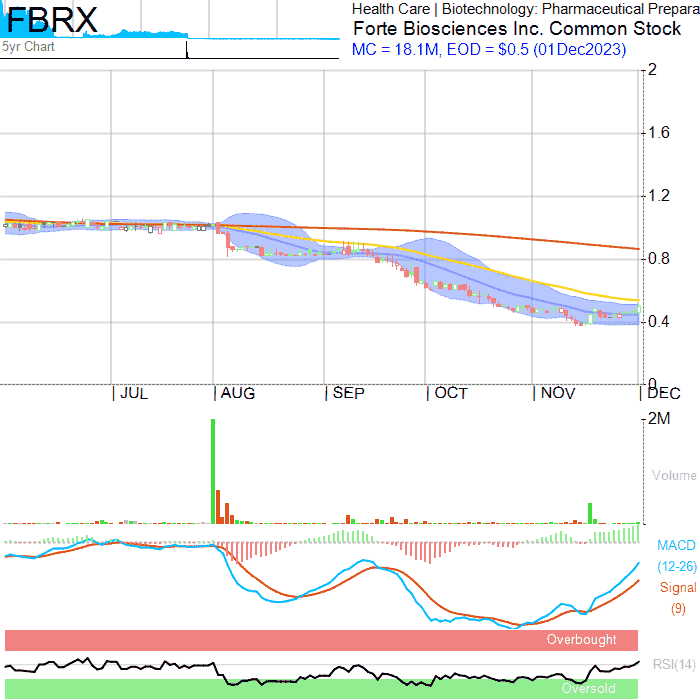 FBRX
Health Care | Biotechnology: Pharmaceutical Prepara
Forte Biosciences Inc. Common Stock
5yr Chart
MC = 18.1M, EOD = $0.5 (01Dec2023)
2
1.6
1.2
0.8
0.4
0
JUL
AUG
SEP
OCT
NOV
DEC
2M
Volume
MACD
(12-26)
Signal
(9)
Overbought
RSI(14)
Oversold